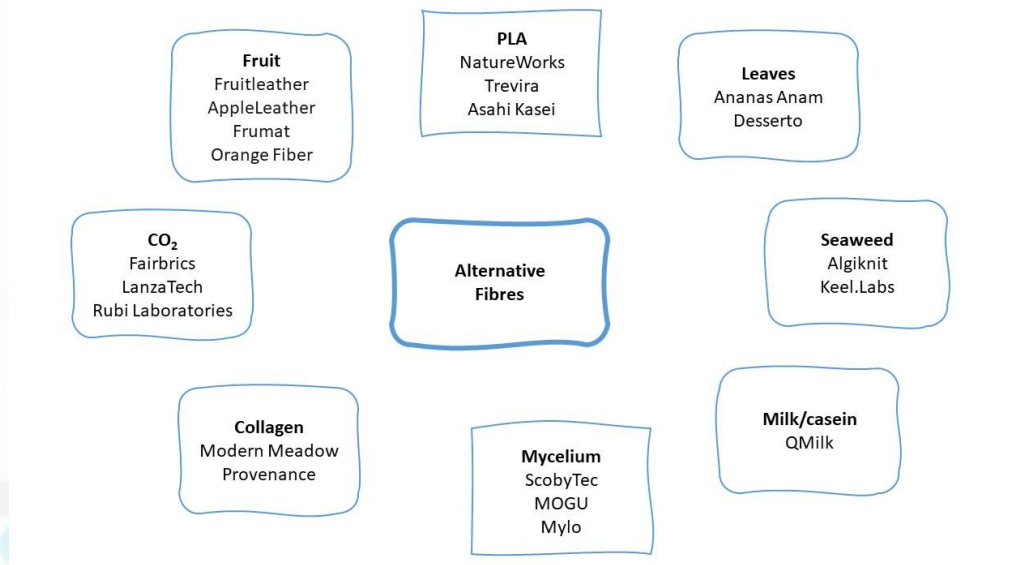 Fruit
Fruitleather
AppleLeather
Frumat
Orange Fiber
PLA
NatureWorks
Trevira
Asahi Kasei
Leaves
Ananas Anam
Desserto
CO₂
Fairbrics
LanzaTech
Rubi Laboratories
Alternative
Fibres
Seaweed
Algiknit
Keel.Labs
Collagen
Modern Meadow
Provenance
Mycelium
ScobyTec
MOGU
Mylo
Milk/casein
QMilk